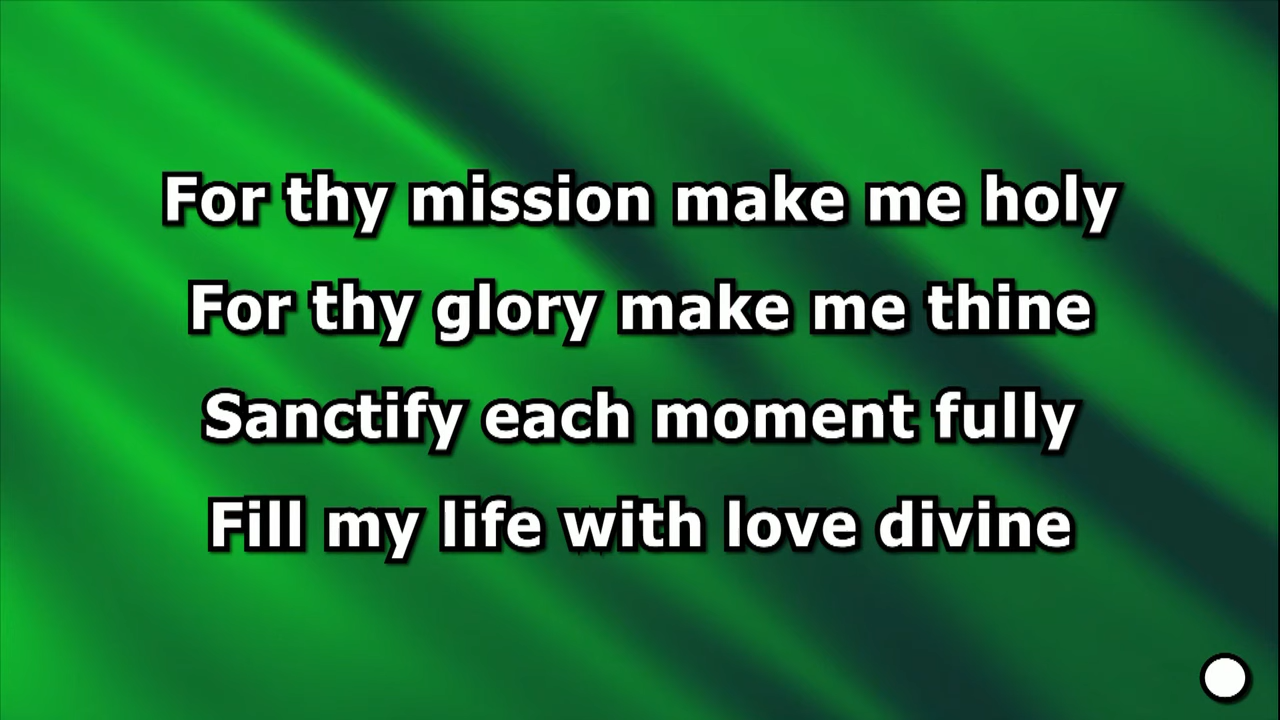 For thy mission make me holy
For thy glory make me thine
Sanctify each moment fully
Fill my life with love divine